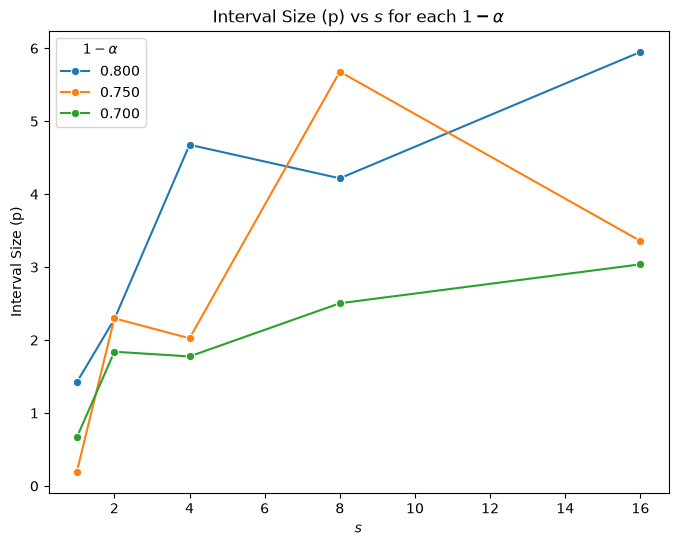 Interval Size (p) vs s for each 1 − α
1 − α
0.800
0.750
0.700
Interval Size (p)
6
5
4
3
2
1
0
2 4 6 8 10 12 14 16
s